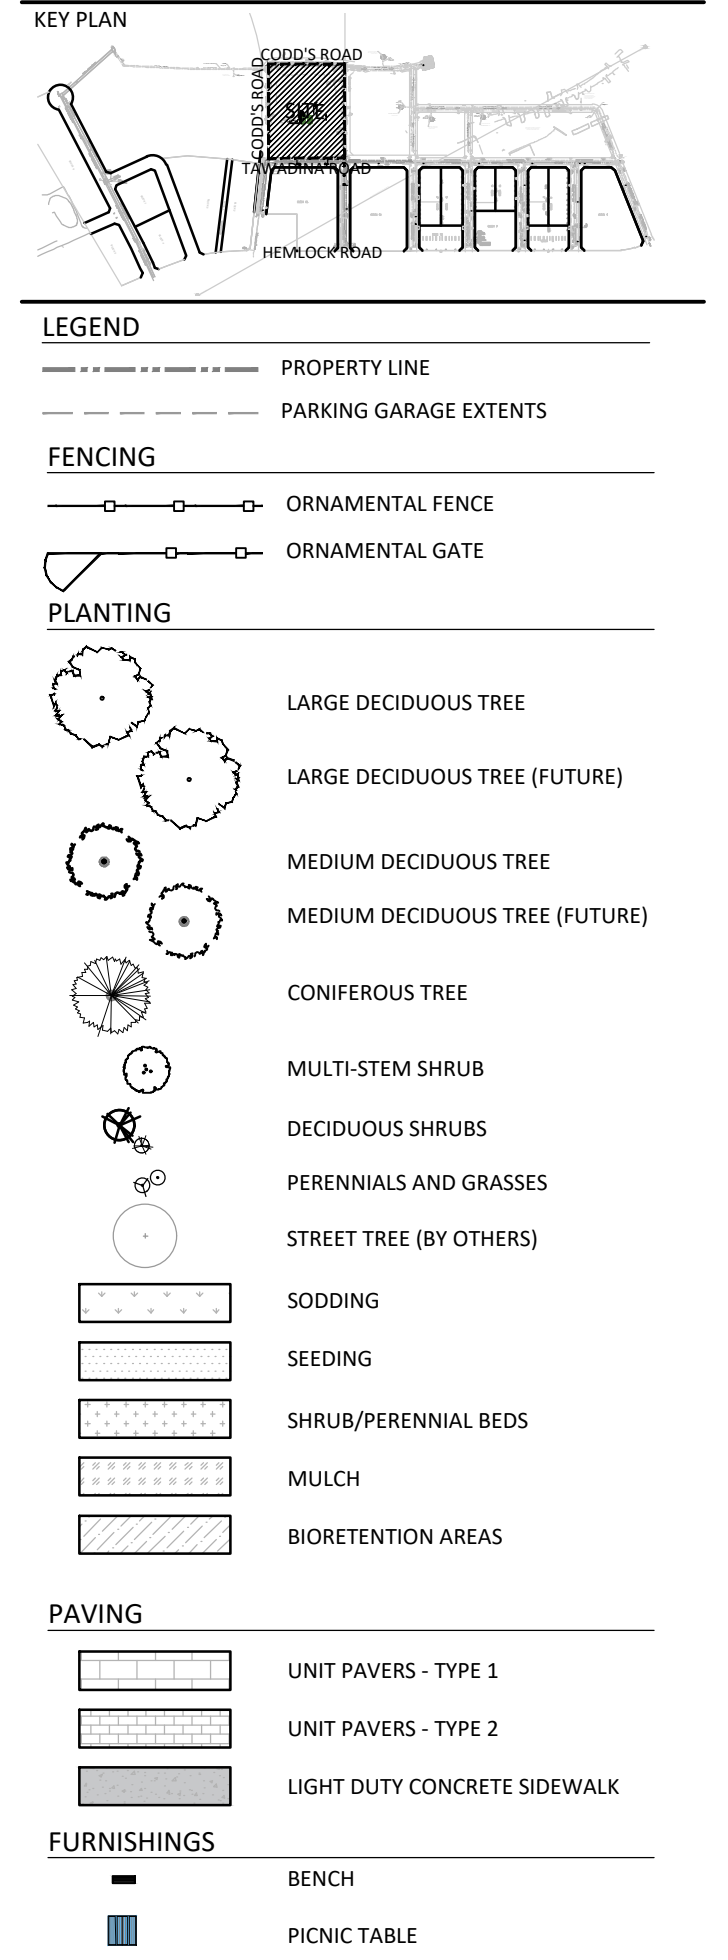 KEY PLAN
CODD'S ROAD
CODD'S ROAD
SITE
TAWADINA ROAD
HEMLOCK ROAD
LEGEND
PROPERTY LINE
PARKING GARAGE EXTENTS
FENCING
ORNAMENTAL FENCE
ORNAMENTAL GATE
PLANTING
LARGE DECIDUOUS TREE
LARGE DECIDUOUS TREE (FUTURE)
MEDIUM DECIDUOUS TREE
MEDIUM DECIDUOUS TREE (FUTURE)
CONIFEROUS TREE
MULTI-STEM SHRUB
DECIDUOUS SHRUBS
PERENNIALS AND GRASSES
STREET TREE (BY OTHERS)
SODDING
SEEDING
SHRUB/PERENNIAL BEDS
MULCH
BIORETENTION AREAS
PAVING
UNIT PAVERS - TYPE 1
UNIT PAVERS - TYPE 2
LIGHT DUTY CONCRETE SIDEWALK
FURNISHINGS
BENCH
PICNIC TABLE